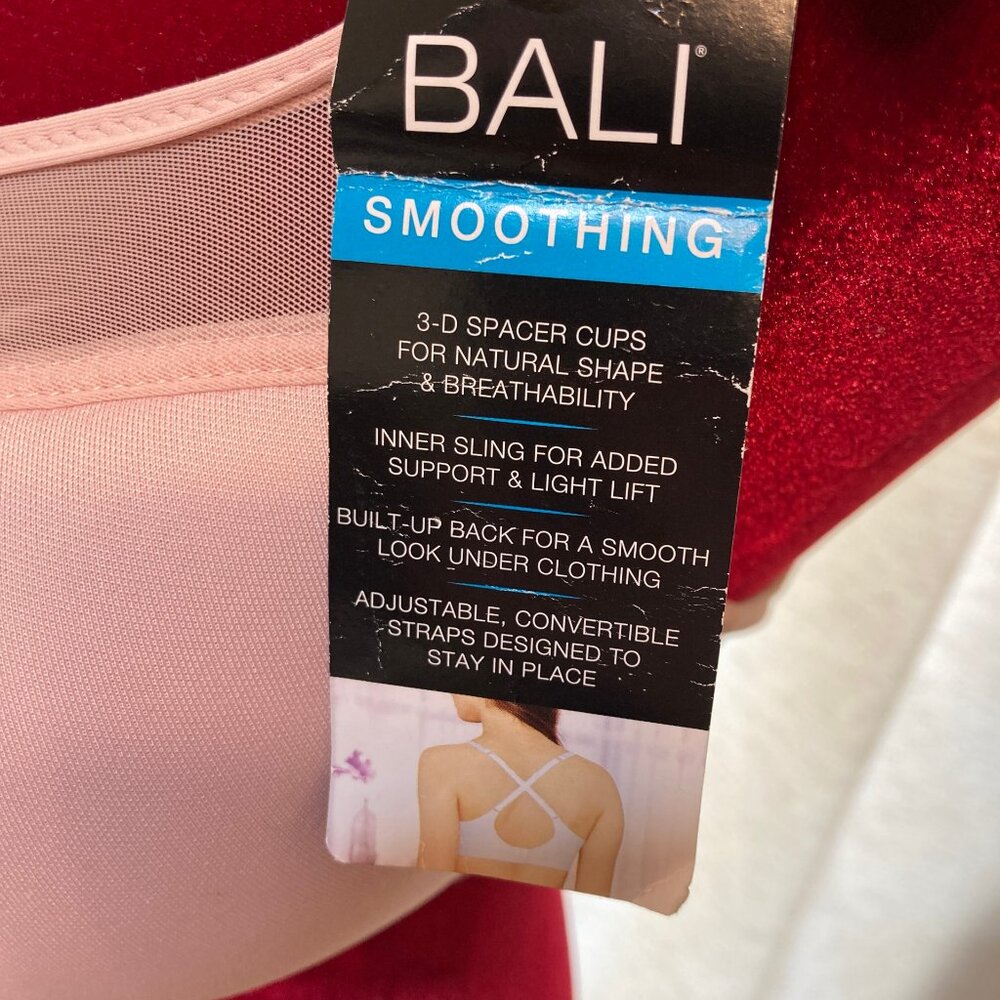 BALI®
SMOOTHING
3-D SPACER CUPS
FOR NATURAL SHAPE
& BREATHABILITY
INNER SLING FOR ADDED
SUPPORT & LIGHT LIFT
BUILT-UP BACK FOR A SMOOTH
LOOK UNDER CLOTHING
ADJUSTABLE, CONVERTIBLE
STRAPS DESIGNED TO
STAY IN PLACE